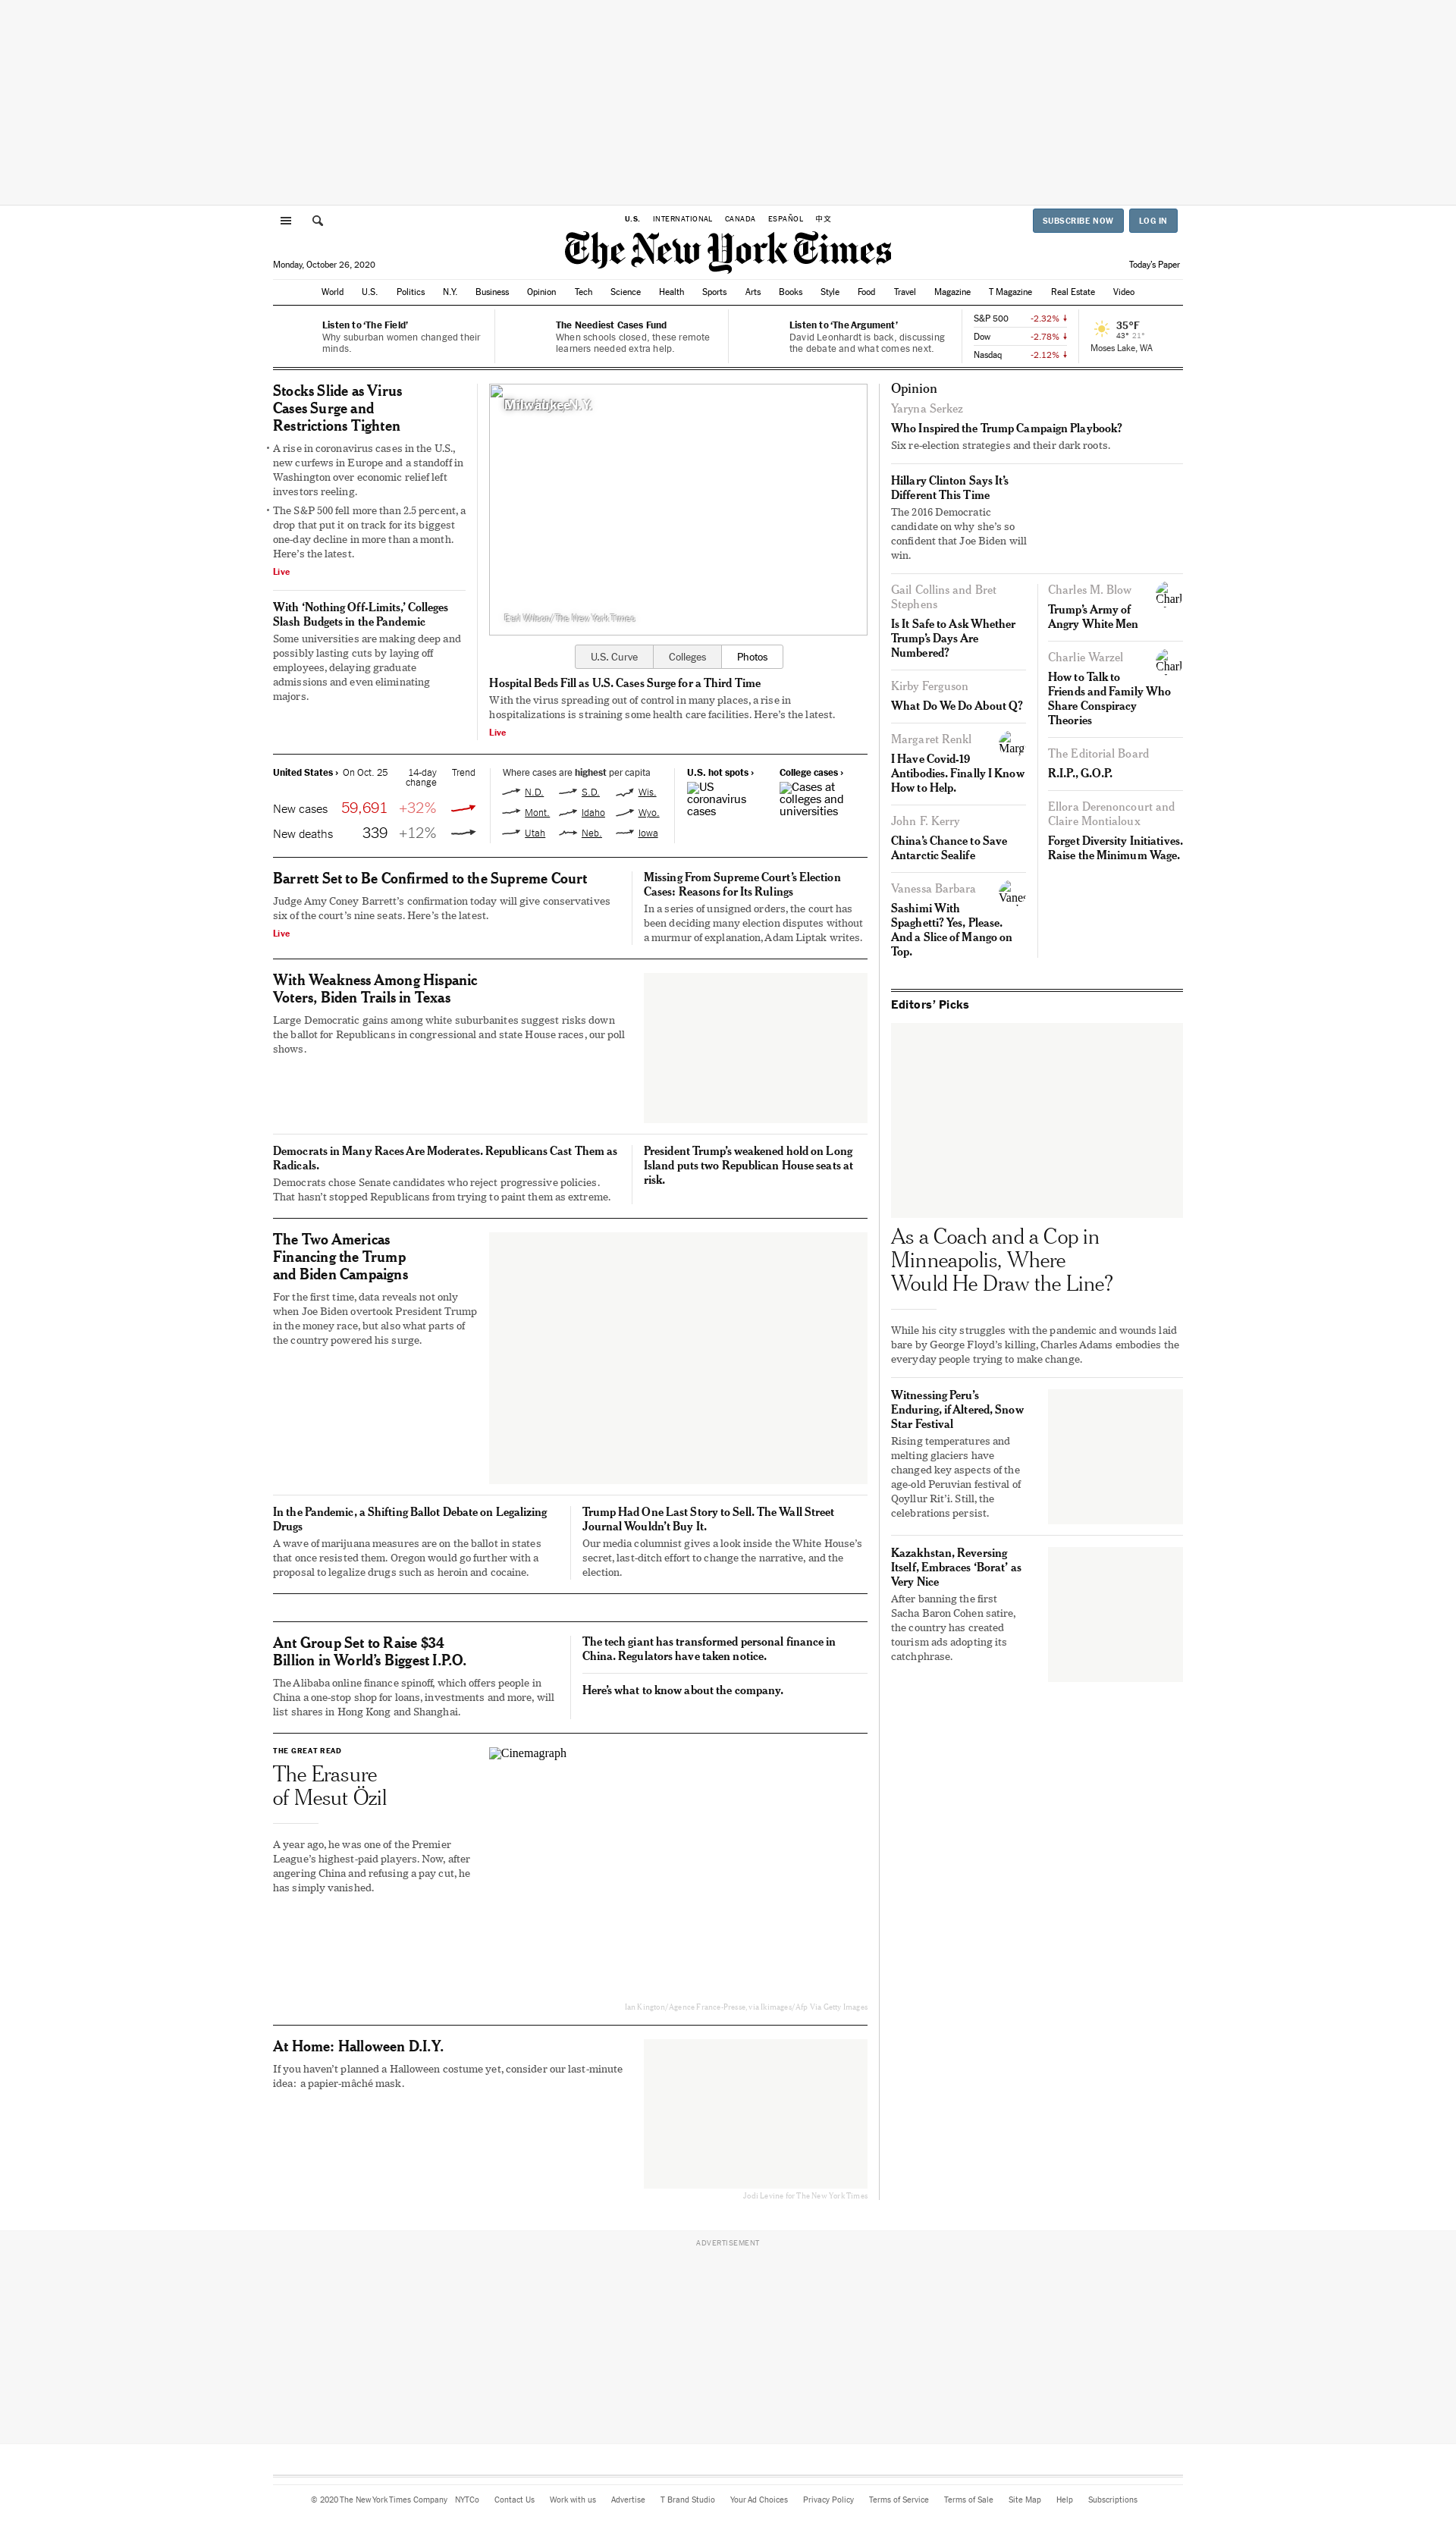 U.S. INTERNATIONAL CANADA ESPAÑOL 中文
SUBSCRIBE NOW LOG IN
The New York Times
Monday, October 26, 2020
Today's Paper
World U.S. Politics N.Y. Business Opinion Tech Science Health Sports Arts Books Style Food Travel Magazine T Magazine Real Estate Video
Listen to ‘The Field’
Why suburban women changed their
minds.
The Neediest Cases Fund
When schools closed, these remote
learners needed extra help.
Listen to ‘The Argument’
David Leonhardt is back, discussing
the debate and what comes next.
S&P 500 -2.32%
Dow -2.78%
Nasdaq -2.12%
35°F
43° 21°
Moses Lake, WA
Stocks Slide as Virus
Cases Surge and
Restrictions Tighten
• A rise in coronavirus cases in the U.S.,
new curfews in Europe and a standoff in
Washington over economic relief left
investors reeling.
• The S&P 500 fell more than 2.5 percent, a
drop that put it on track for its biggest
one-day decline in more than a month.
Here's the latest.
Live
With ‘Nothing Off-Limits,’ Colleges
Slash Budgets in the Pandemic
Some universities are making deep and
possibly lasting cuts by laying off
employees, delaying graduate
admissions and even eliminating
majors.
Milwaukee N.Y.
Earl Wilson/The New York Times
U.S. Curve Colleges Photos
Hospital Beds Fill as U.S. Cases Surge for a Third Time
With the virus spreading out of control in many places, a rise in
hospitalizations is straining some health care facilities. Here's the latest.
Live
United States › On Oct. 25 14-day
change Trend
New cases 59,691 +32%
New deaths 339 +12%
Where cases are highest per capita
N.D. S.D. Wis.
Mont. Idaho Wyo.
Utah Neb. Iowa
U.S. hot spots ›
US
coronavirus
cases
College cases ›
Cases at
colleges and
universities
Barrett Set to Be Confirmed to the Supreme Court
Judge Amy Coney Barrett's confirmation today will give conservatives
six of the court's nine seats. Here's the latest.
Live
Missing From Supreme Court's Election
Cases: Reasons for Its Rulings
In a series of unsigned orders, the court has
been deciding many election disputes without
a murmur of explanation, Adam Liptak writes.
With Weakness Among Hispanic
Voters, Biden Trails in Texas
Large Democratic gains among white suburbanites suggest risks down
the ballot for Republicans in congressional and state House races, our poll
shows.
Democrats in Many Races Are Moderates. Republicans Cast Them as
Radicals.
Democrats chose Senate candidates who reject progressive policies.
That hasn't stopped Republicans from trying to paint them as extreme.
President Trump's weakened hold on Long
Island puts two Republican House seats at
risk.
The Two Americas
Financing the Trump
and Biden Campaigns
For the first time, data reveals not only
when Joe Biden overtook President Trump
in the money race, but also what parts of
the country powered his surge.
In the Pandemic, a Shifting Ballot Debate on Legalizing
Drugs
A wave of marijuana measures are on the ballot in states
that once resisted them. Oregon would go further with a
proposal to legalize drugs such as heroin and cocaine.
Trump Had One Last Story to Sell. The Wall Street
Journal Wouldn't Buy It.
Our media columnist gives a look inside the White House's
secret, last-ditch effort to change the narrative, and the
election.
Ant Group Set to Raise $34
Billion in World's Biggest I.P.O.
The Alibaba online finance spinoff, which offers people in
China a one-stop shop for loans, investments and more, will
list shares in Hong Kong and Shanghai.
The tech giant has transformed personal finance in
China. Regulators have taken notice.
Here's what to know about the company.
THE GREAT READ
The Erasure
of Mesut Özil
A year ago, he was one of the Premier
League's highest-paid players. Now, after
angering China and refusing a pay cut, he
has simply vanished.
Cinemagraph
Ian Kington/Agence France-Presse, via Ikimages/Afp Via Getty Images
At Home: Halloween D.I.Y.
If you haven't planned a Halloween costume yet, consider our last-minute
idea: a papier-mâché mask.
Jodi Levine for The New York Times
Opinion
Yaryna Serkez
Who Inspired the Trump Campaign Playbook?
Six re-election strategies and their dark roots.
Hillary Clinton Says It's
Different This Time
The 2016 Democratic
candidate on why she's so
confident that Joe Biden will
win.
Gail Collins and Bret
Stephens
Is It Safe to Ask Whether
Trump's Days Are
Numbered?
Kirby Ferguson
What Do We Do About Q?
Margaret Renkl
Marg
I Have Covid-19
Antibodies. Finally I Know
How to Help.
John F. Kerry
China's Chance to Save
Antarctic Sealife
Vanessa Barbara
Vanes
Sashimi With
Spaghetti? Yes, Please.
And a Slice of Mango on
Top.
Charles M. Blow
Charl
Trump's Army of
Angry White Men
Charlie Warzel
Charl
How to Talk to
Friends and Family Who
Share Conspiracy
Theories
The Editorial Board
R.I.P., G.O.P.
Ellora Derenoncourt and
Claire Montialoux
Forget Diversity Initiatives.
Raise the Minimum Wage.
Editors’ Picks
As a Coach and a Cop in
Minneapolis, Where
Would He Draw the Line?
While his city struggles with the pandemic and wounds laid
bare by George Floyd's killing, Charles Adams embodies the
everyday people trying to make change.
Witnessing Peru's
Enduring, if Altered, Snow
Star Festival
Rising temperatures and
melting glaciers have
changed key aspects of the
age-old Peruvian festival of
Qoyllur Rit'i. Still, the
celebrations persist.
Kazakhstan, Reversing
Itself, Embraces ‘Borat’ as
Very Nice
After banning the first
Sacha Baron Cohen satire,
the country has created
tourism ads adopting its
catchphrase.
ADVERTISEMENT
© 2020 The New York Times Company NYTCo Contact Us Work with us Advertise T Brand Studio Your Ad Choices Privacy Policy Terms of Service Terms of Sale Site Map Help Subscriptions